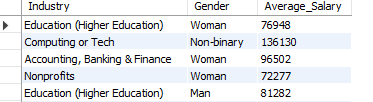 Industry Gender Average_Salary
Education (Higher Education) Woman 76948
Computing or Tech Non-binary 136130
Accounting, Banking & Finance Woman 96502
Nonprofits Woman 72277
Education (Higher Education) Man 81282